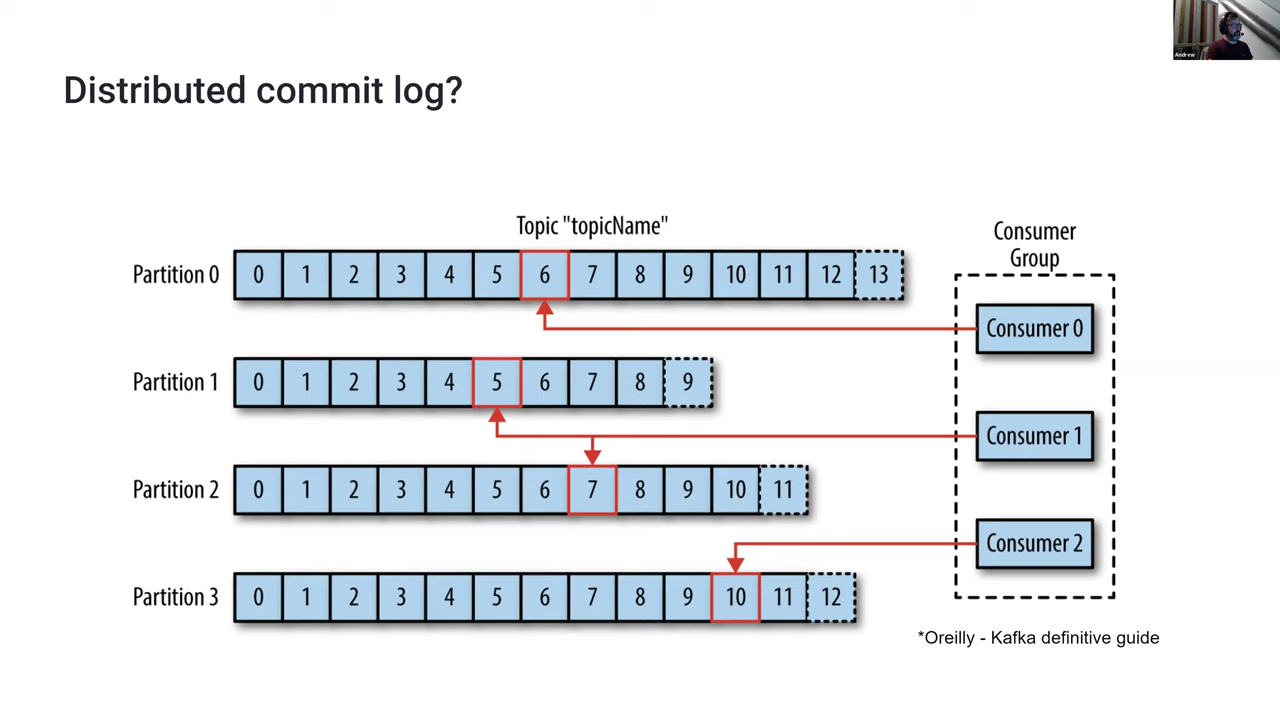 Andrew
Distributed commit log?
Topic "topicName"
Consumer
Group
Partition 0 0 1 2 3 4 5 6 7 8 9 10 11 12 13
Consumer 0
Partition 1 0 1 2 3 4 5 6 7 8 9
Consumer 1
Partition 2 0 1 2 3 4 5 6 7 8 9 10 11
Consumer 2
Partition 3 0 1 2 3 4 5 6 7 8 9 10 11 12
*Oreilly - Kafka definitive guide